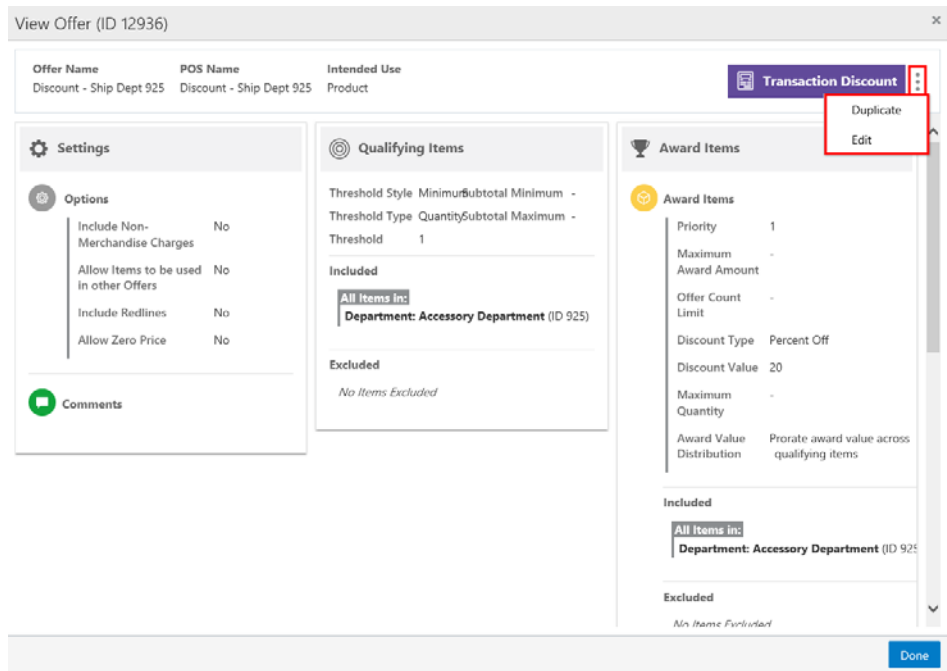 View Offer (ID 12936)
×
Offer Name
POS Name
Intended Use
Discount - Ship Dept 925
Discount - Ship Dept 925
Product
Transaction Discount
Duplicate
Edit
Settings
Options
Include Non-
Merchandise Charges
No
Allow Items to be used
in other Offers
No
Include Redlines
No
Allow Zero Price
No
Comments
Qualifying Items
Threshold Style Minimum Subtotal Minimum -
Threshold Type Quantity Subtotal Maximum -
Threshold 1
Included
All Items in:
Department: Accessory Department (ID 925)
Excluded
No Items Excluded
Award Items
Award Items
Priority 1
Maximum
Award Amount
-
Offer Count
Limit
-
Discount Type Percent Off
Discount Value 20
Maximum
Quantity
-
Award Value
Distribution
Prorate award value across
qualifying items
Included
All Items in:
Department: Accessory Department (ID 925
Excluded
No Items Excluded
Done